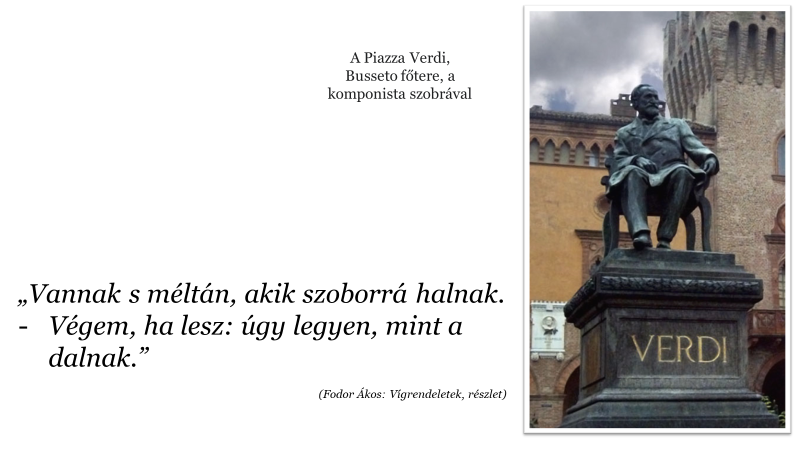 A Piazza Verdi,
Busseto főtere, a
komponista szobrával
„Vannak s méltán, akik szoborrá halnak.
- Végem, ha lesz: úgy legyen, mint a
dalnak.”
(Fodor Ákos: Vígrendeletek, részlet)
VERDI